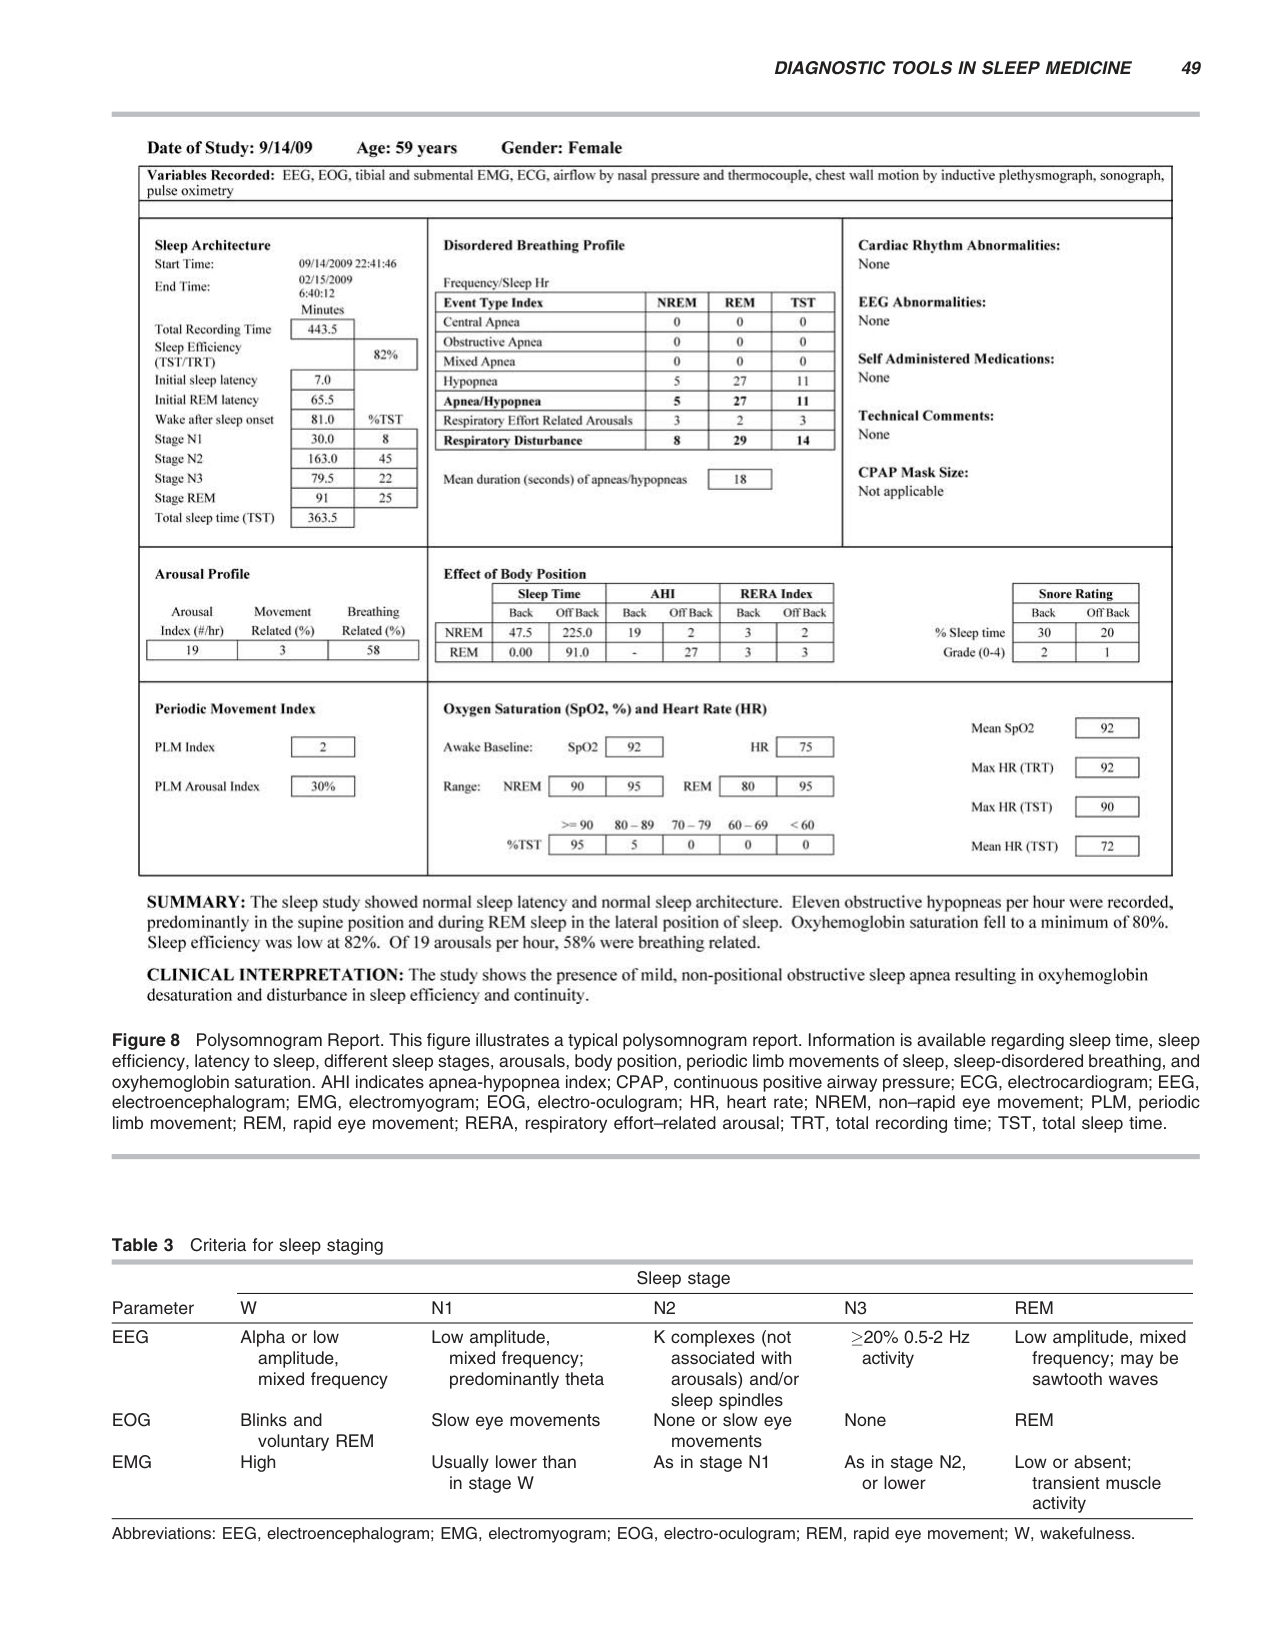 DIAGNOSTIC TOOLS IN SLEEP MEDICINE 49
Date of Study: 9/14/09 Age: 59 years Gender: Female
Variables Recorded: EEG, EOG, tibial and submental EMG, ECG, airflow by nasal pressure and thermocouple, chest wall motion by inductive plethysmograph, sonograph,
pulse oximetry
Sleep Architecture
Start Time: 09/14/2009 22:41:46
End Time: 02/15/2009
6:40:12
Minutes
Total Recording Time 443.5
Sleep Efficiency
(TST/TRT) 82%
Initial sleep latency 7.0
Initial REM latency 65.5
Wake after sleep onset 81.0 %TST
Stage N1 30.0 8
Stage N2 163.0 45
Stage N3 79.5 22
Stage REM 91 25
Total sleep time (TST) 363.5
Disordered Breathing Profile
Frequency/Sleep Hr
Event Type Index NREM REM TST
Central Apnea 0 0 0
Obstructive Apnea 0 0 0
Mixed Apnea 0 0 0
Hypopnea 5 27 11
Apnea/Hypopnea 5 27 11
Respiratory Effort Related Arousals 3 2 3
Respiratory Disturbance 8 29 14
Mean duration (seconds) of apneas/hypopneas 18
Cardiac Rhythm Abnormalities:
None
EEG Abnormalities:
None
Self Administered Medications:
None
Technical Comments:
None
CPAP Mask Size:
Not applicable
Arousal Profile
Arousal Movement Breathing
Index (#/hr) Related (%) Related (%)
19 3 58
Effect of Body Position
Sleep Time AHI RERA Index
Back Off Back Back Off Back Back Off Back
NREM 47.5 225.0 19 2 3 2
REM 0.00 91.0 - 27 3 3
Snore Rating
Back Off Back
% Sleep time 30 20
Grade (0-4) 2 1
Periodic Movement Index
PLM Index 2
PLM Arousal Index 30%
Oxygen Saturation (SpO2, %) and Heart Rate (HR)
Awake Baseline: SpO2 92 HR 75
Range: NREM 90 95 REM 80 95
>= 90 80 – 89 70 – 79 60 – 69 < 60
%TST 95 5 0 0 0
Mean SpO2 92
Max HR (TRT) 92
Max HR (TST) 90
Mean HR (TST) 72
SUMMARY: The sleep study showed normal sleep latency and normal sleep architecture. Eleven obstructive hypopneas per hour were recorded,
predominantly in the supine position and during REM sleep in the lateral position of sleep. Oxyhemoglobin saturation fell to a minimum of 80%.
Sleep efficiency was low at 82%. Of 19 arousals per hour, 58% were breathing related.
CLINICAL INTERPRETATION: The study shows the presence of mild, non-positional obstructive sleep apnea resulting in oxyhemoglobin
desaturation and disturbance in sleep efficiency and continuity.
Figure 8 Polysomnogram Report. This figure illustrates a typical polysomnogram report. Information is available regarding sleep time, sleep
efficiency, latency to sleep, different sleep stages, arousals, body position, periodic limb movements of sleep, sleep-disordered breathing, and
oxyhemoglobin saturation. AHI indicates apnea-hypopnea index; CPAP, continuous positive airway pressure; ECG, electrocardiogram; EEG,
electroencephalogram; EMG, electromyogram; EOG, electro-oculogram; HR, heart rate; NREM, non–rapid eye movement; PLM, periodic
limb movement; REM, rapid eye movement; RERA, respiratory effort–related arousal; TRT, total recording time; TST, total sleep time.
Table 3 Criteria for sleep staging
Sleep stage
Parameter W N1 N2 N3 REM
EEG Alpha or low Low amplitude, K complexes (not ≥20% 0.5-2 Hz Low amplitude, mixed
amplitude, mixed frequency; associated with activity frequency; may be
mixed frequency predominantly theta arousals) and/or sawtooth waves
sleep spindles
EOG Blinks and Slow eye movements None or slow eye None REM
voluntary REM movements
EMG High Usually lower than As in stage N1 As in stage N2, Low or absent;
in stage W or lower transient muscle
activity
Abbreviations: EEG, electroencephalogram; EMG, electromyogram; EOG, electro-oculogram; REM, rapid eye movement; W, wakefulness.